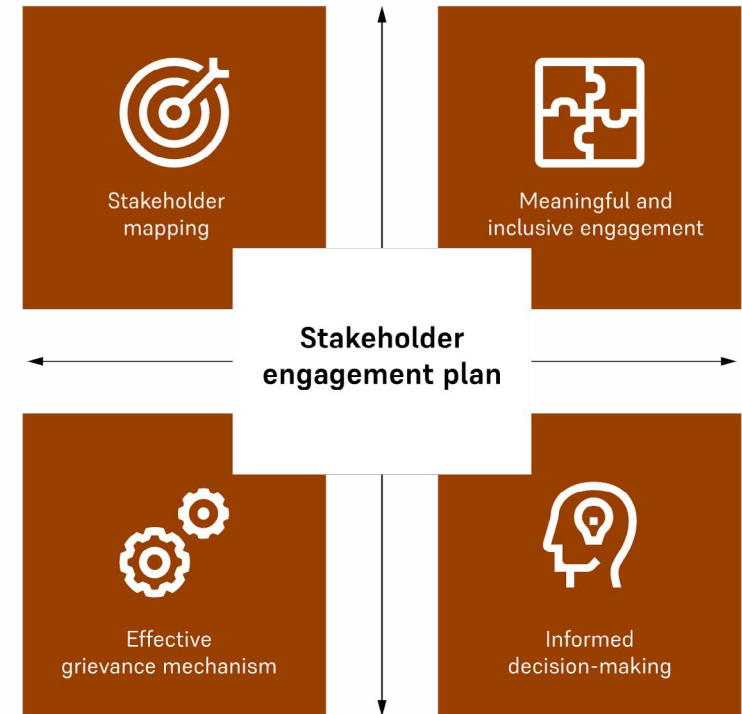 Stakeholder
mapping
Meaningful and
inclusive engagement
Stakeholder
engagement plan
Effective
grievance mechanism
Informed
decision-making